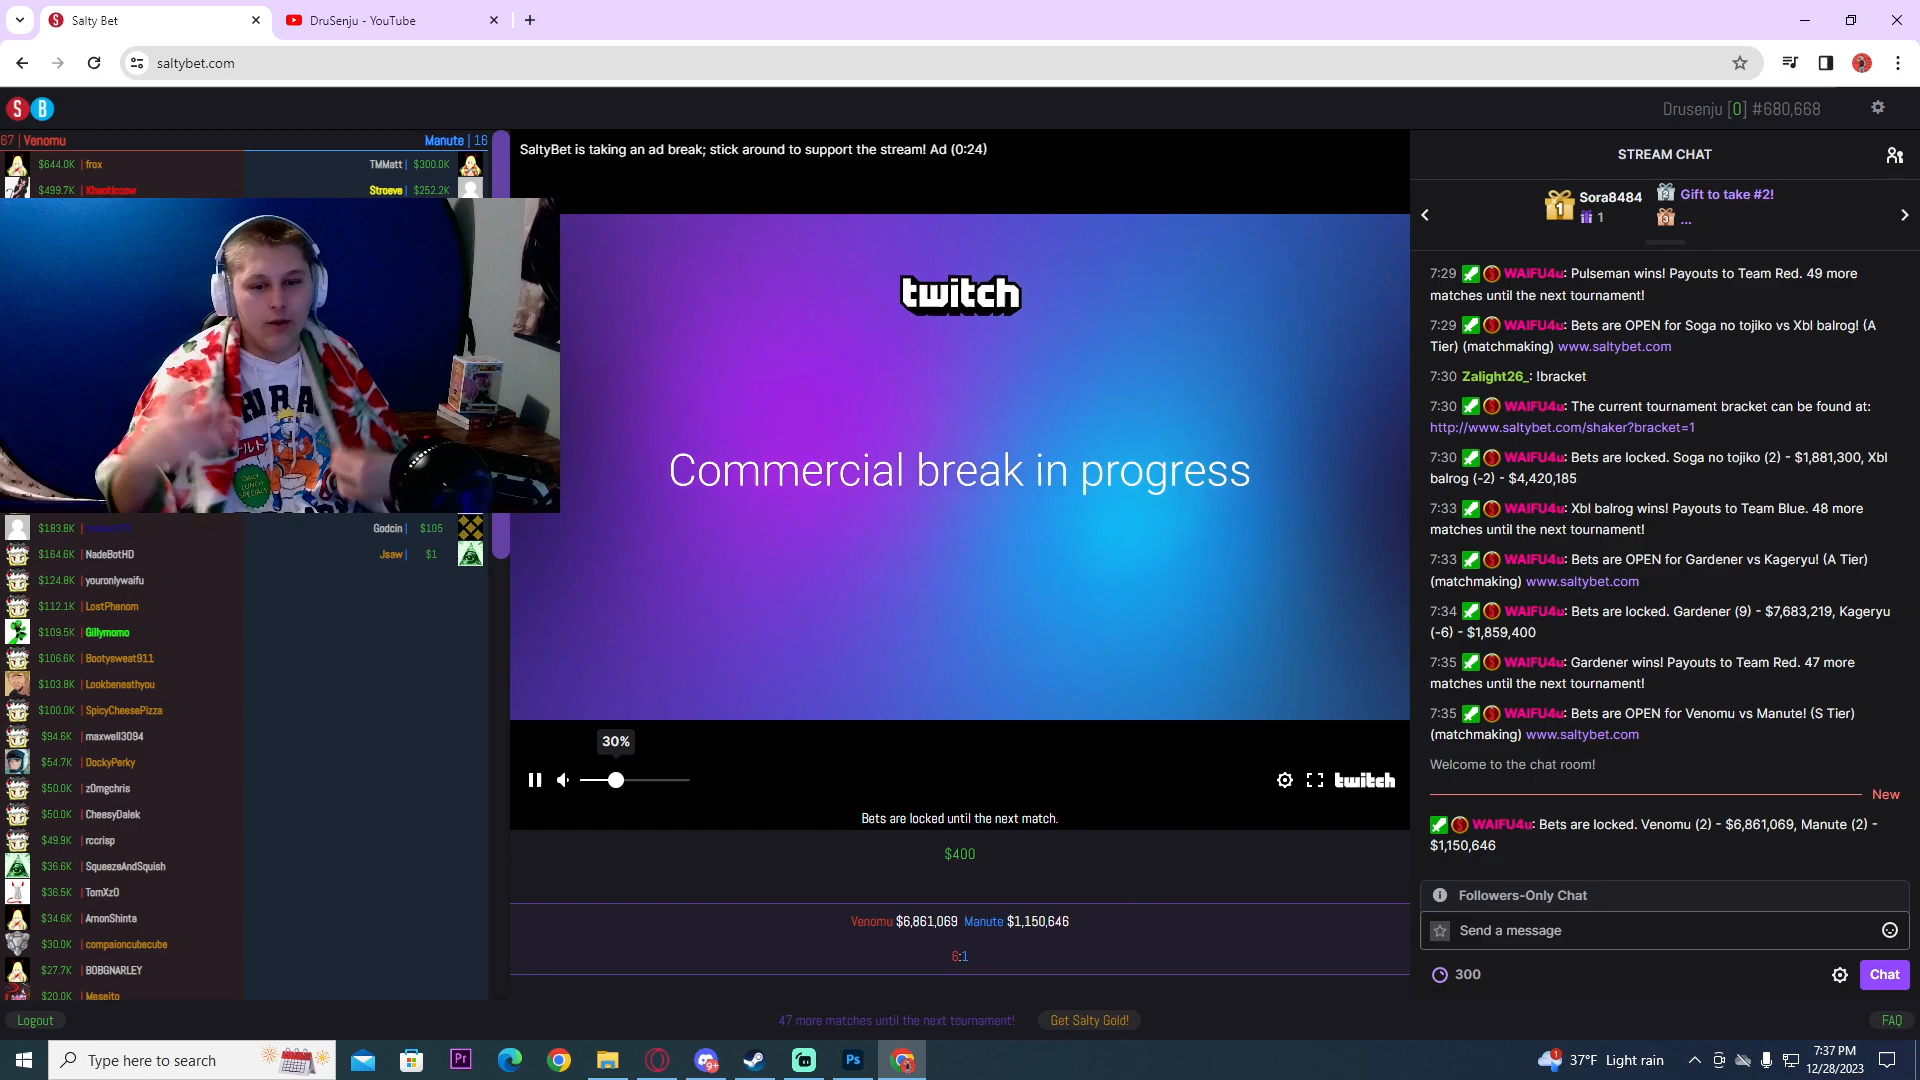 Salty Bet
DruSenju - YouTube
saltybet.com
S B
Drusenju [0] #680,668
67 | Venomu
Manute | 16
$644.0K | frox
TMMatt | $300.0K
$499.7K | Khaoticcow
Stroeve | $252.2K
$183.8K
Godcin | $105
$164.6K | NadeBotHD
Jsaw | $1
$124.8K | youronlywaifu
$112.1K | LostPhenom
$109.5K | Gillymomo
$106.6K | Bootysweat911
$103.8K | Lookbeneathyou
$100.0K | SpicyCheesePizza
$94.6K | maxwell3094
$54.7K | DockyPerky
$50.0K | z0mgchris
$50.0K | CheesyDalek
$49.9K | rccrisp
$36.6K | SqueezeAndSquish
$36.5K | TomXzO
$34.6K | ArnonShinta
$30.0K | compaioncubecube
$27.7K | BOBGNARLEY
$20.0K | Meseito
DAILY
LUNCH
SPECIALS
SaltyBet is taking an ad break; stick around to support the stream! Ad (0:24)
twitch
Commercial break in progress
30%
twitch
Bets are locked until the next match.
$400
Venomu $6,861,069 Manute $1,150,646
6:1
STREAM CHAT
1 Sora8484
1
2 Gift to take #2!
3 ...
7:29 WAIFU4u: Pulseman wins! Payouts to Team Red. 49 more
matches until the next tournament!
7:29 WAIFU4u: Bets are OPEN for Soga no tojiko vs Xbl balrog! (A
Tier) (matchmaking) www.saltybet.com
7:30 Zalight26_: !bracket
7:30 WAIFU4u: The current tournament bracket can be found at:
http://www.saltybet.com/shaker?bracket=1
7:30 WAIFU4u: Bets are locked. Soga no tojiko (2) - $1,881,300, Xbl
balrog (-2) - $4,420,185
7:33 WAIFU4u: Xbl balrog wins! Payouts to Team Blue. 48 more
matches until the next tournament!
7:33 WAIFU4u: Bets are OPEN for Gardener vs Kageryu! (A Tier)
(matchmaking) www.saltybet.com
7:34 WAIFU4u: Bets are locked. Gardener (9) - $7,683,219, Kageryu
(-6) - $1,859,400
7:35 WAIFU4u: Gardener wins! Payouts to Team Red. 47 more
matches until the next tournament!
7:35 WAIFU4u: Bets are OPEN for Venomu vs Manute! (S Tier)
(matchmaking) www.saltybet.com
Welcome to the chat room!
New
WAIFU4u: Bets are locked. Venomu (2) - $6,861,069, Manute (2) -
$1,150,646
Followers-Only Chat
Send a message
300
Chat
Logout
47 more matches until the next tournament!
Get Salty Gold!
FAQ
Type here to search
Pr
9+
Ps
1
37°F Light rain
7:37 PM
12/28/2023